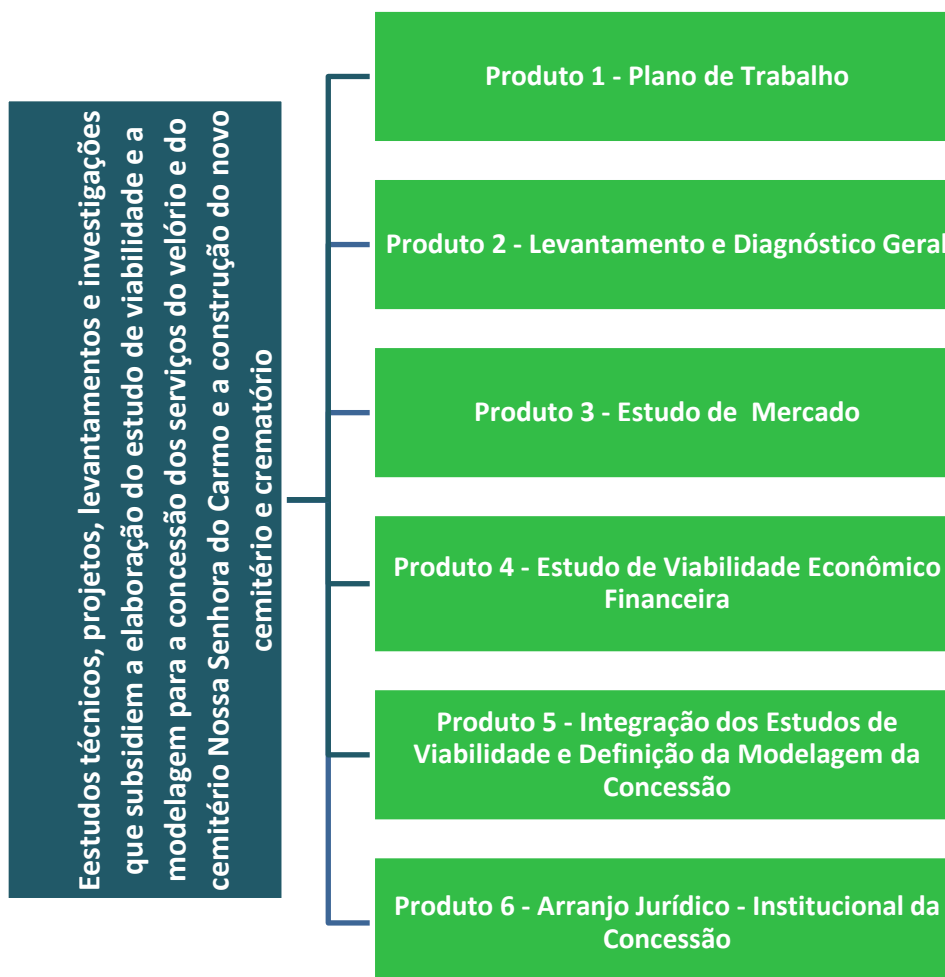 Eestudos técnicos, projetos, levantamentos e investigações
que subsidiem a elaboração do estudo de viabilidade e a
modelagem para a concessão dos serviços do velório e do
cemitério Nossa Senhora do Carmo e a construção do novo
cemitério e crematório
Produto 1 - Plano de Trabalho
Produto 2 - Levantamento e Diagnóstico Geral
Produto 3 - Estudo de Mercado
Produto 4 - Estudo de Viabilidade Econômico
Financeira
Produto 5 - Integração dos Estudos de
Viabilidade e Definição da Modelagem da
Concessão
Produto 6 - Arranjo Jurídico - Institucional da
Concessão